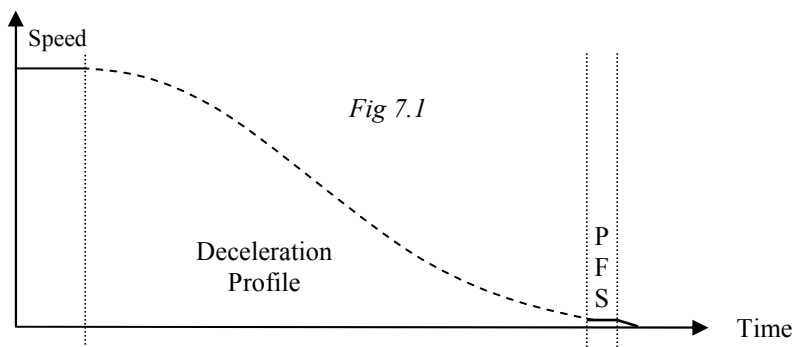 Speed
Fig 7.1
Deceleration
Profile
P
F
S
Time